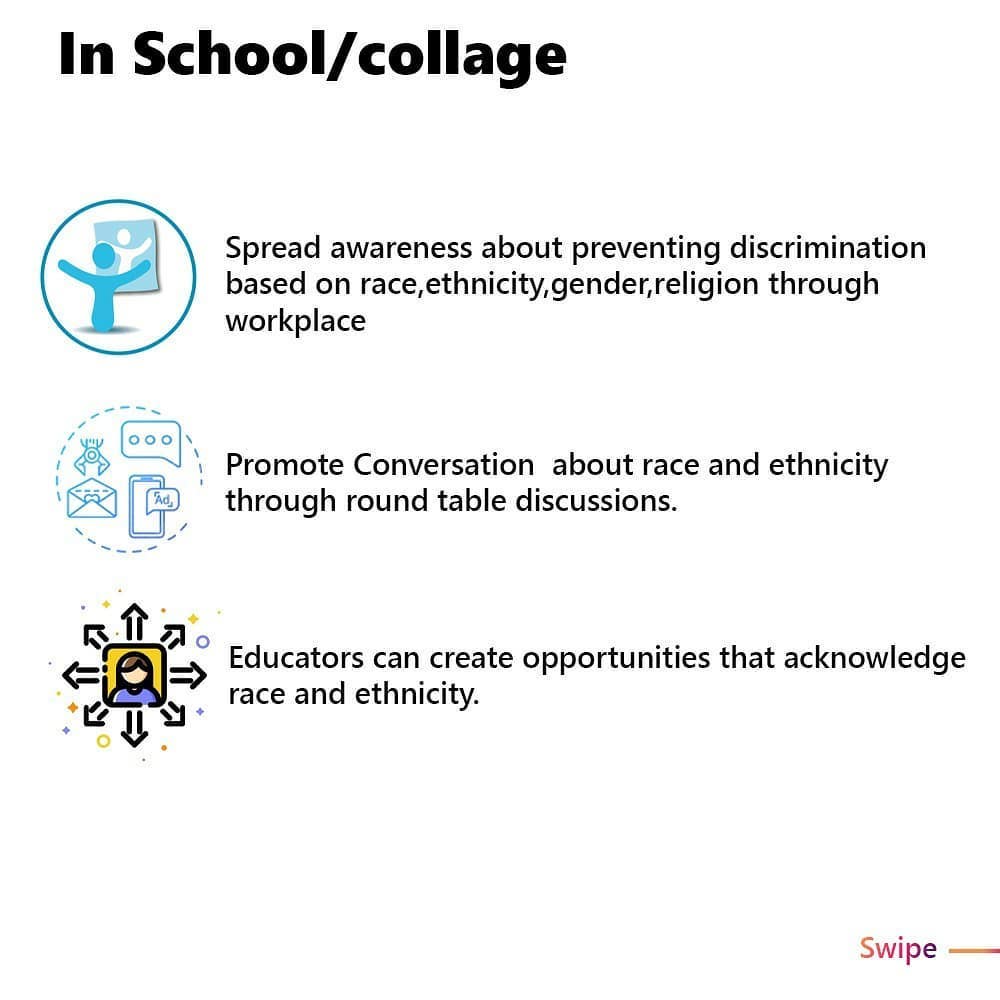 In School/collage
Spread awareness about preventing discrimination
based on race,ethnicity,gender,religion through
workplace
Ad
Promote Conversation  about race and ethnicity
through round table discussions.
Educators can create opportunities that acknowledge
race and ethnicity.
Swipe